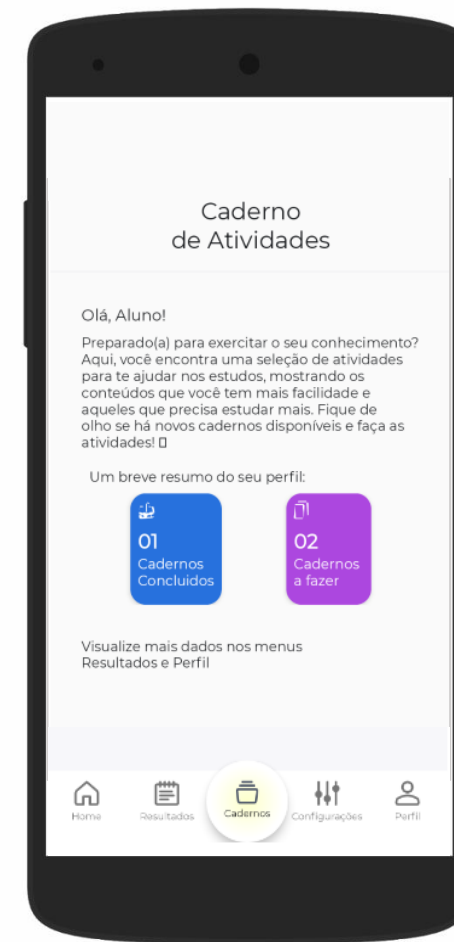 Caderno
de Atividades
Olá, Aluno!
Preparado(a) para exercitar o seu conhecimento?
Aqui, você encontra uma seleção de atividades
para te ajudar nos estudos, mostrando os
conteúdos que você tem mais facilidade e
aqueles que precisa estudar mais. Fique de
olho se há novos cadernos disponíveis e faça as
atividades!
Um breve resumo do seu perfil:
01
Cadernos
Concluidos
02
Cadernos
a fazer
Visualize mais dados nos menus
Resultados e Perfil
Home
Resultados
Cadernos
Configurações
Perfil